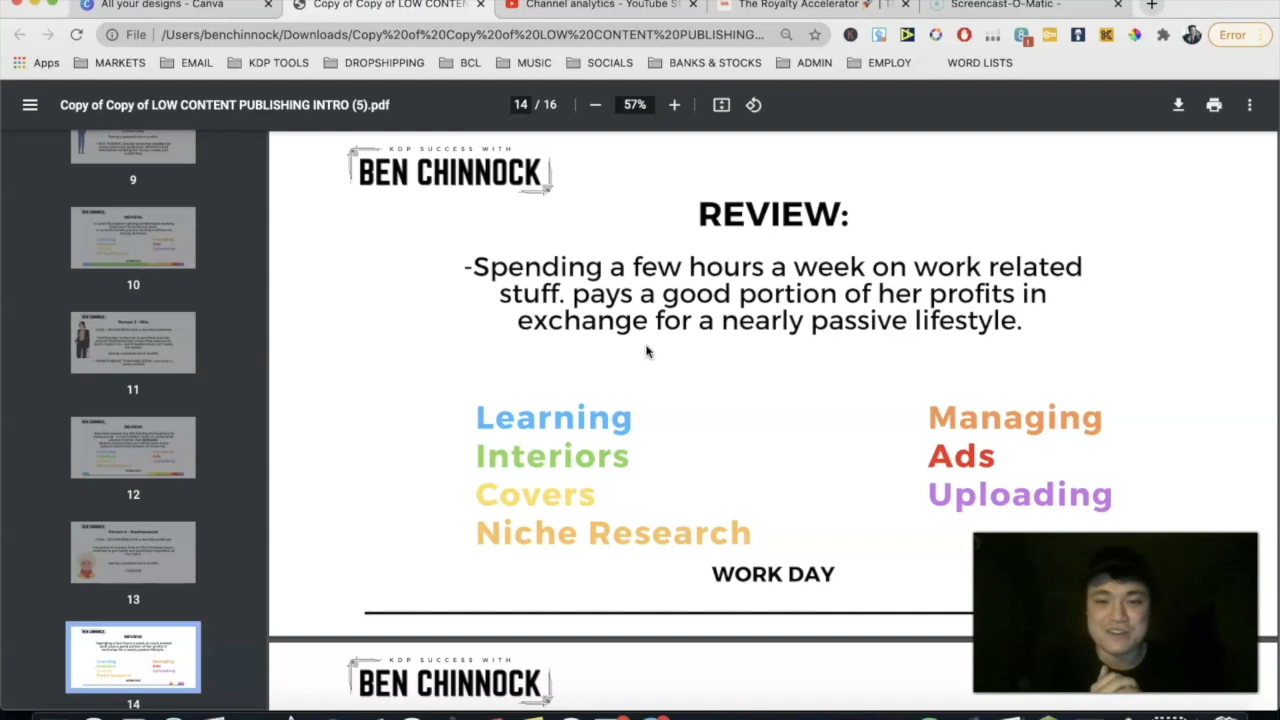 All your designs - Canva
Copy of Copy of LOW CONTEN
Channel analytics - YouTube S
The Royalty Accelerator 🚀 | T
Screencast-O-Matic -
File | /Users/benchinnock/Downloads/Copy%20of%20Copy%20of%20LOW%20CONTENT%20PUBLISHING...
Error
Apps
MARKETS
EMAIL
KDP TOOLS
DROPSHIPPING
BCL
MUSIC
SOCIALS
BANKS & STOCKS
ADMIN
EMPLOY
WORD LISTS
Copy of Copy of LOW CONTENT PUBLISHING INTRO (5).pdf
14 / 16
57%
9
10
11
12
13
14
KDP SUCCESS WITH
BEN CHINNOCK
REVIEW:
-Spending a few hours a week on work related
stuff. pays a good portion of her profits in
exchange for a nearly passive lifestyle.
Learning
Interiors
Covers
Niche Research
Managing
Ads
Uploading
WORK DAY
KDP SUCCESS WITH
BEN CHINNOCK